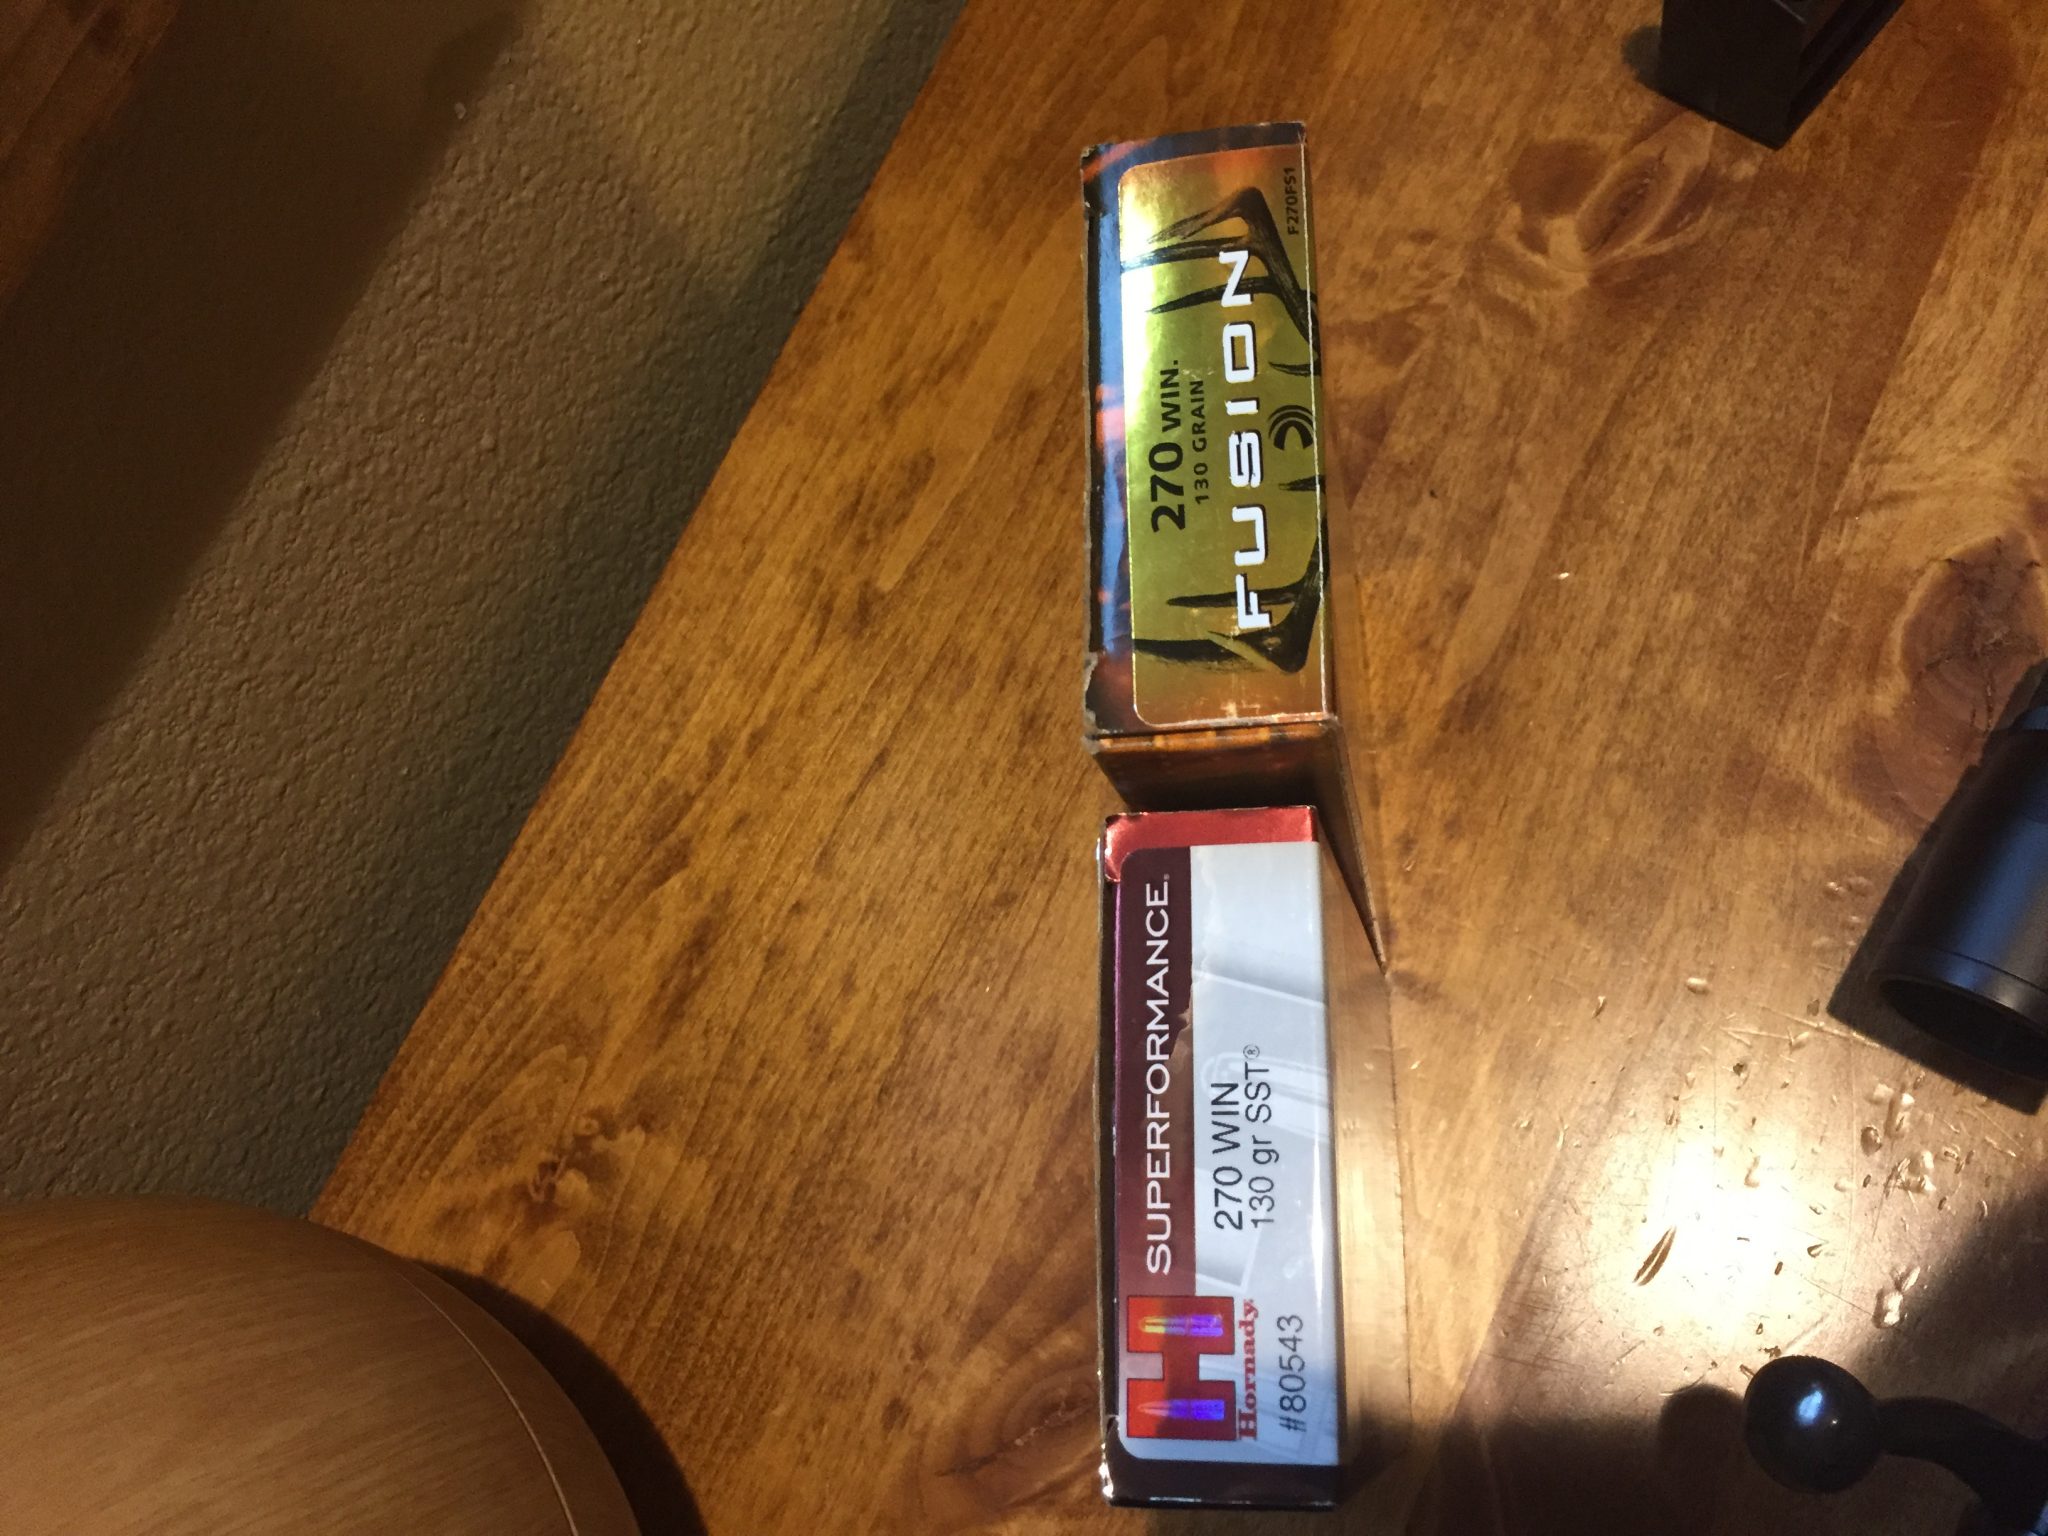 270 WIN.
130 GRAIN
FUSION
F270FS1
SUPERFORMANCE®
270 WIN
130 gr SST®
Hornady®
#80543